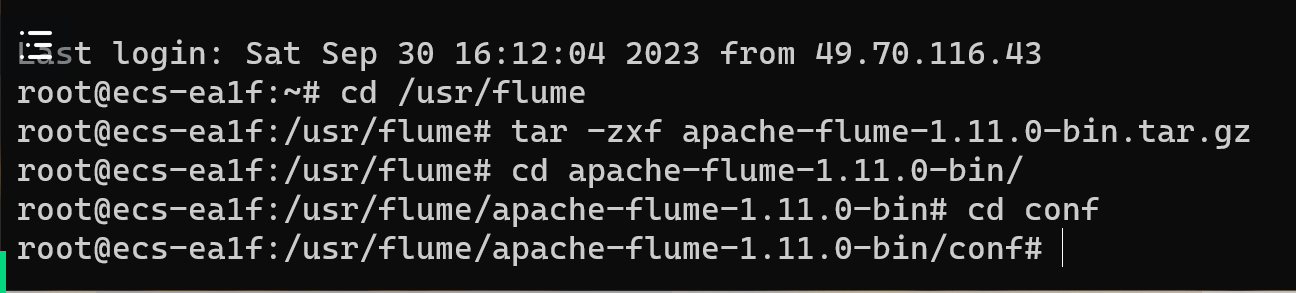 Last login: Sat Sep 30 16:12:04 2023 from 49.70.116.43
root@ecs-ea1f:~# cd /usr/flume
root@ecs-ea1f:/usr/flume# tar -zxf apache-flume-1.11.0-bin.tar.gz
root@ecs-ea1f:/usr/flume# cd apache-flume-1.11.0-bin/
root@ecs-ea1f:/usr/flume/apache-flume-1.11.0-bin# cd conf
root@ecs-ea1f:/usr/flume/apache-flume-1.11.0-bin/conf#